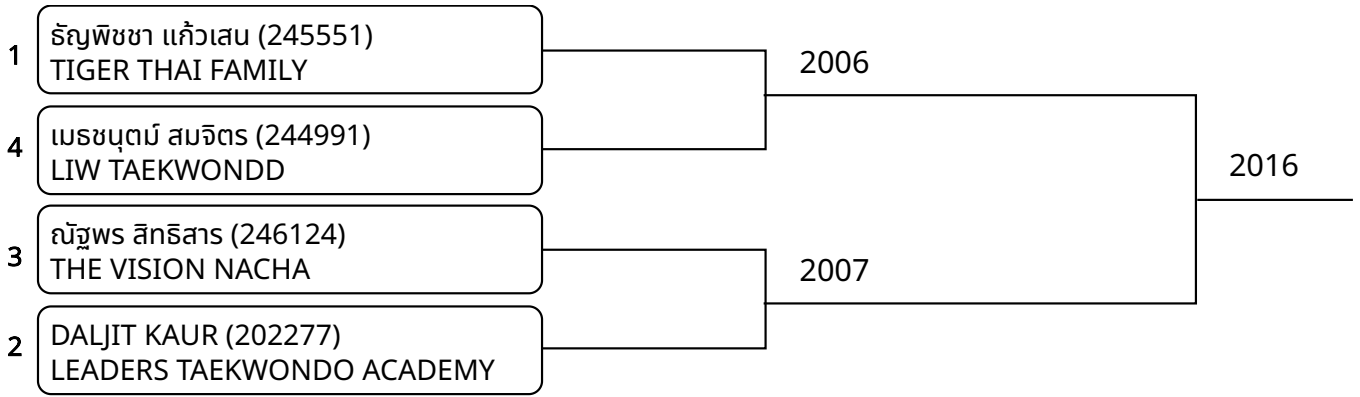 1
ธัญพิชชา แก้วเสน (245551)
TIGER THAI FAMILY
2006
4
เมธชนุตม์ สมจิตร (244991)
LIW TAEKWONDD
2016
3
ณัฐพร สิทธิสาร (246124)
THE VISION NACHA
2007
2
DALJIT KAUR (202277)
LEADERS TAEKWONDO ACADEMY